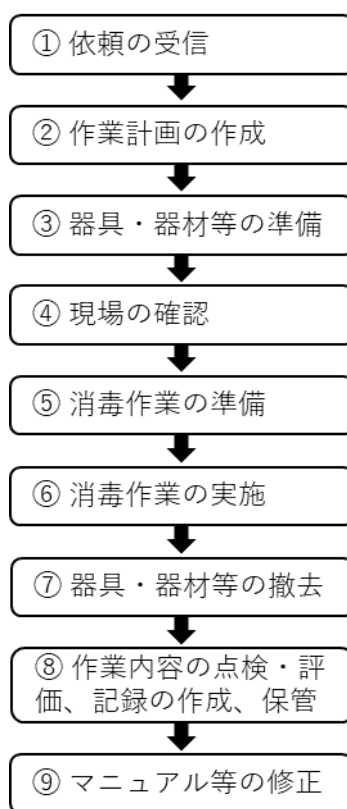 ① 依頼の受信
② 作業計画の作成
③ 器具・器材等の準備
④ 現場の確認
⑤ 消毒作業の準備
⑥ 消毒作業の実施
⑦ 器具・器材等の撤去
⑧ 作業内容の点検・評
価、記録の作成、保管
⑨ マニュアル等の修正